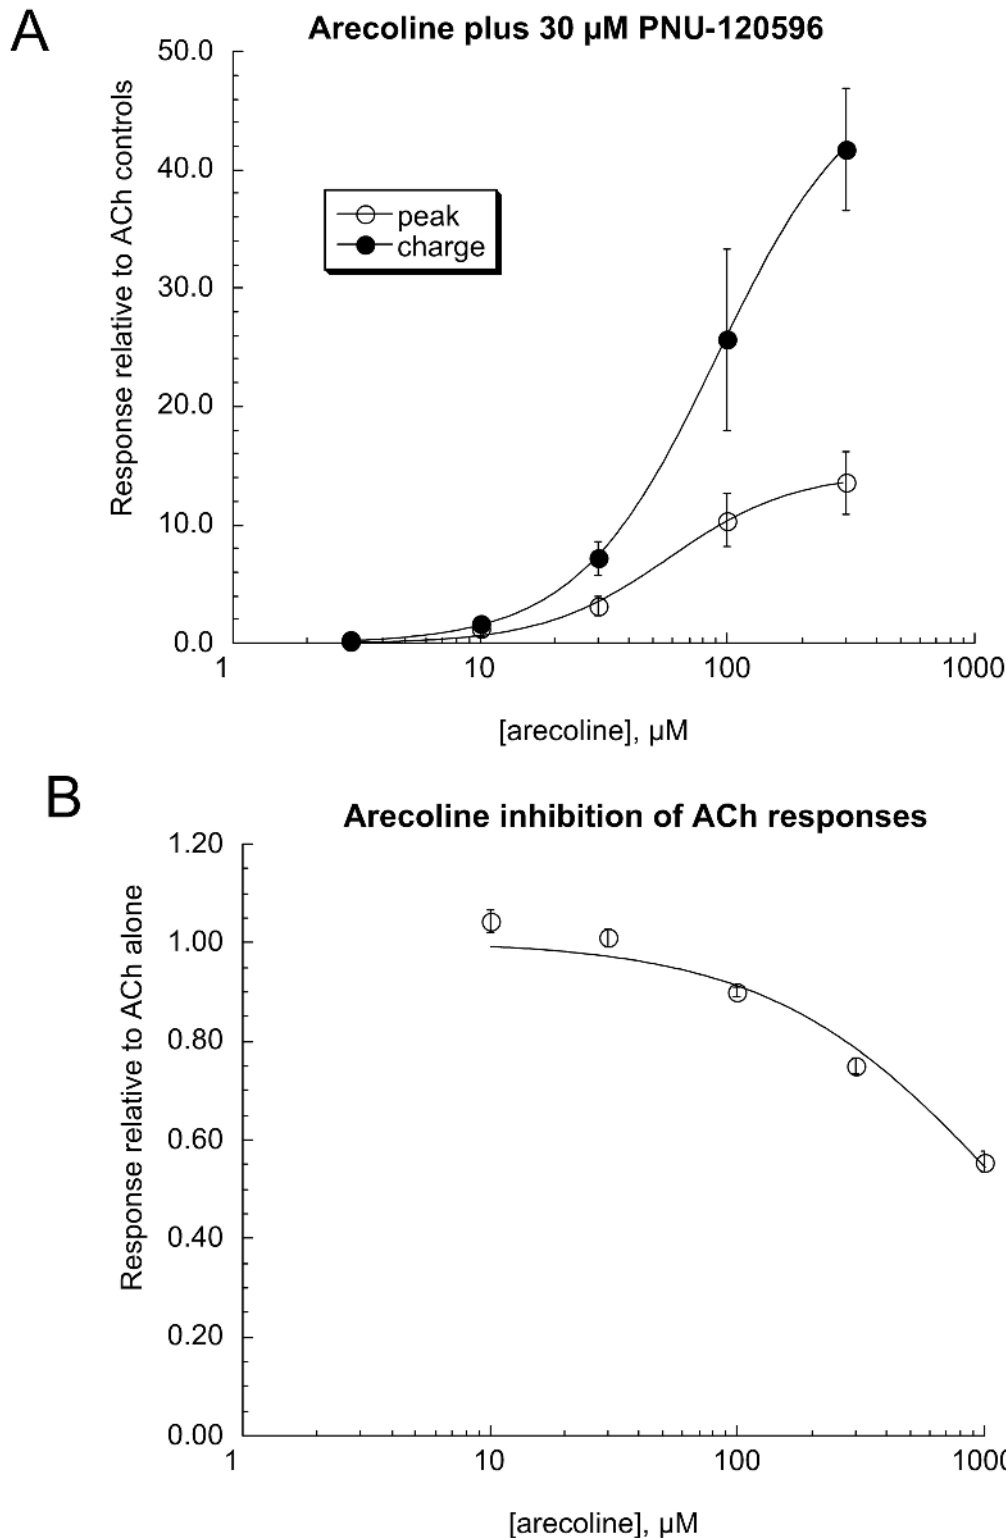 A
Arecoline plus 30 µM PNU-120596
Response relative to ACh controls
50.0
40.0
30.0
20.0
10.0
0.0
peak
charge
1
10
100
1000
[arecoline], µM
B
Arecoline inhibition of ACh responses
Response relative to ACh alone
1.20
1.00
0.80
0.60
0.40
0.20
0.00
1
10
100
1000
[arecoline], µM